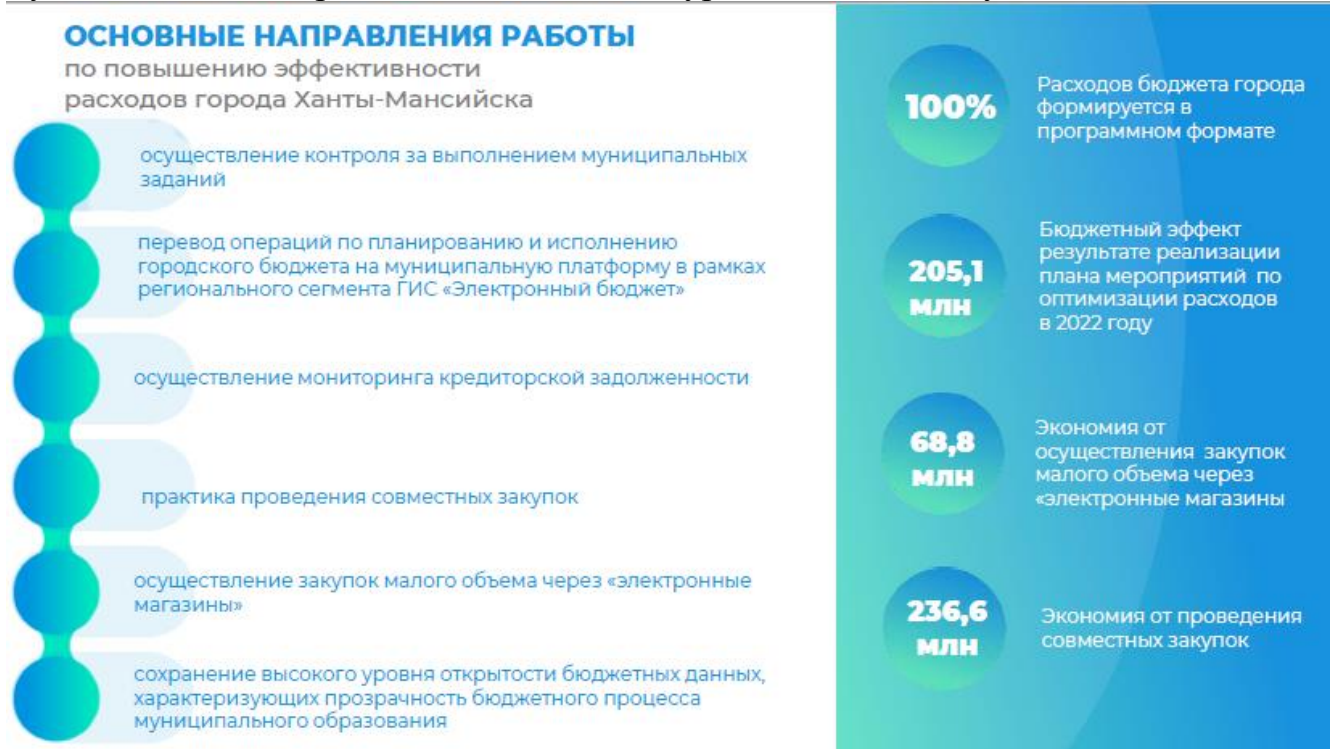 ОСНОВНЫЕ НАПРАВЛЕНИЯ РАБОТЫ
по повышению эффективности
расходов города Ханты-Мансийска
осуществление контроля за выполнением муниципальных
заданий
перевод операций по планированию и исполнению
городского бюджета на муниципальную платформу в рамках
регионального сегмента ГИС «Электронный бюджет»
осуществление мониторинга кредиторской задолженности
практика проведения совместных закупок
осуществление закупок малого объема через «электронные
магазины»
сохранение высокого уровня открытости бюджетных данных,
характеризующих прозрачность бюджетного процесса
муниципального образования
100%
Расходов бюджета города
формируется в
программном формате
205,1
млн
Бюджетный эффект
результате реализации
плана мероприятий по
оптимизации расходов
в 2022 году
68,8
млн
Экономия от
осуществления закупок
малого объема через
«электронные магазины
236,6
млн
Экономия от проведения
совместных закупок